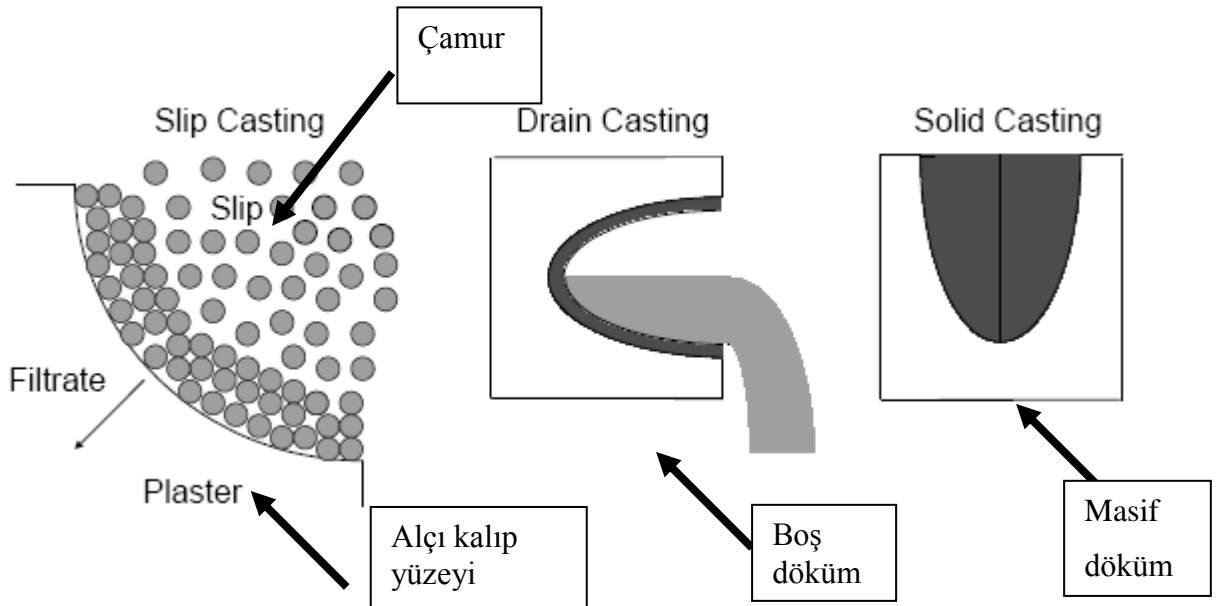 Çamur
Slip Casting
Drain Casting
Solid Casting
Slip
Filtrate
Plaster
Alçı kalıp
yüzeyi
Boş
döküm
Masif
döküm